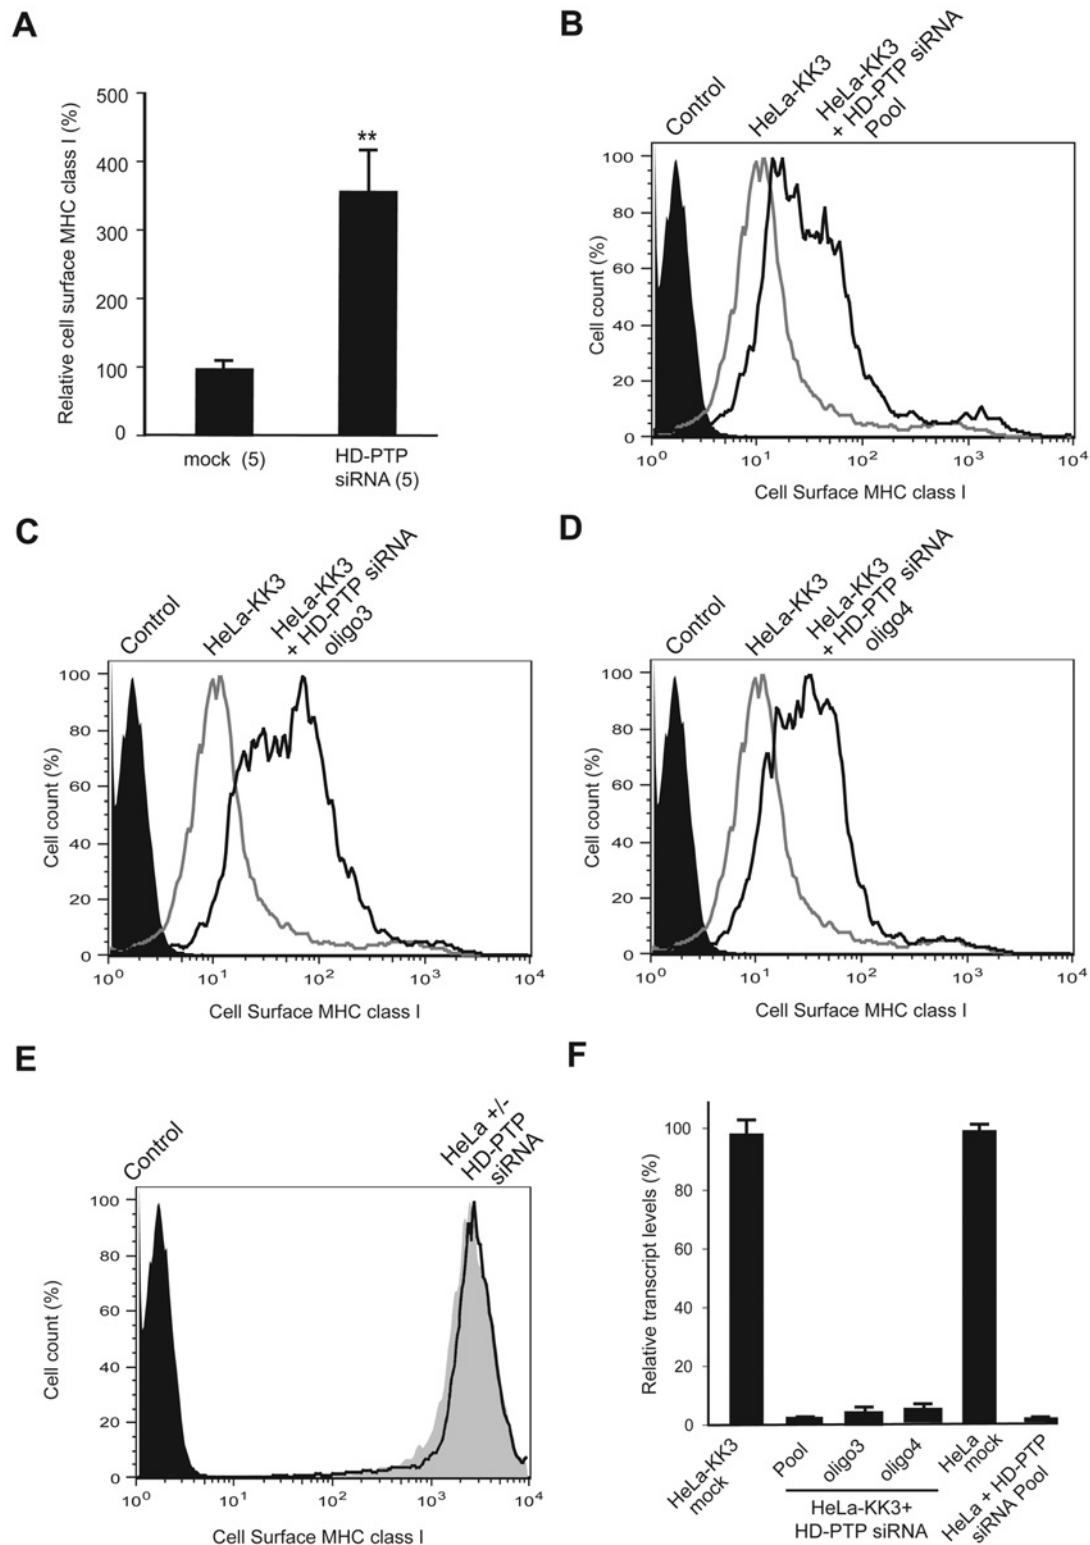 A
Relative cell surface MHC class I (%)
500
400
300
200
100
0
**
mock (5)
HD-PTP
siRNA (5)
B
Control
HeLa-KK3
HeLa-KK3
+ HD-PTP siRNA
Pool
Cell count (%)
100
80
60
40
20
0
10⁰
10¹
10²
10³
10⁴
Cell Surface MHC class I
C
Control
HeLa-KK3
HeLa-KK3
+ HD-PTP siRNA
oligo3
Cell count (%)
100
80
60
40
20
0
10⁰
10¹
10²
10³
10⁴
Cell Surface MHC class I
D
Control
HeLa-KK3
HeLa-KK3
+ HD-PTP siRNA
oligo4
Cell count (%)
100
80
60
40
20
0
10⁰
10¹
10²
10³
10⁴
Cell Surface MHC class I
E
Control
HeLa +/-
HD-PTP
siRNA
Cell count (%)
100
80
60
40
20
0
10⁰
10¹
10²
10³
10⁴
Cell Surface MHC class I
F
Relative transcript levels (%)
100
80
60
40
20
0
HeLa-KK3
mock
Pool
oligo3
oligo4
HeLa-KK3+
HD-PTP siRNA
HeLa
mock
HeLa + HD-PTP
siRNA Pool